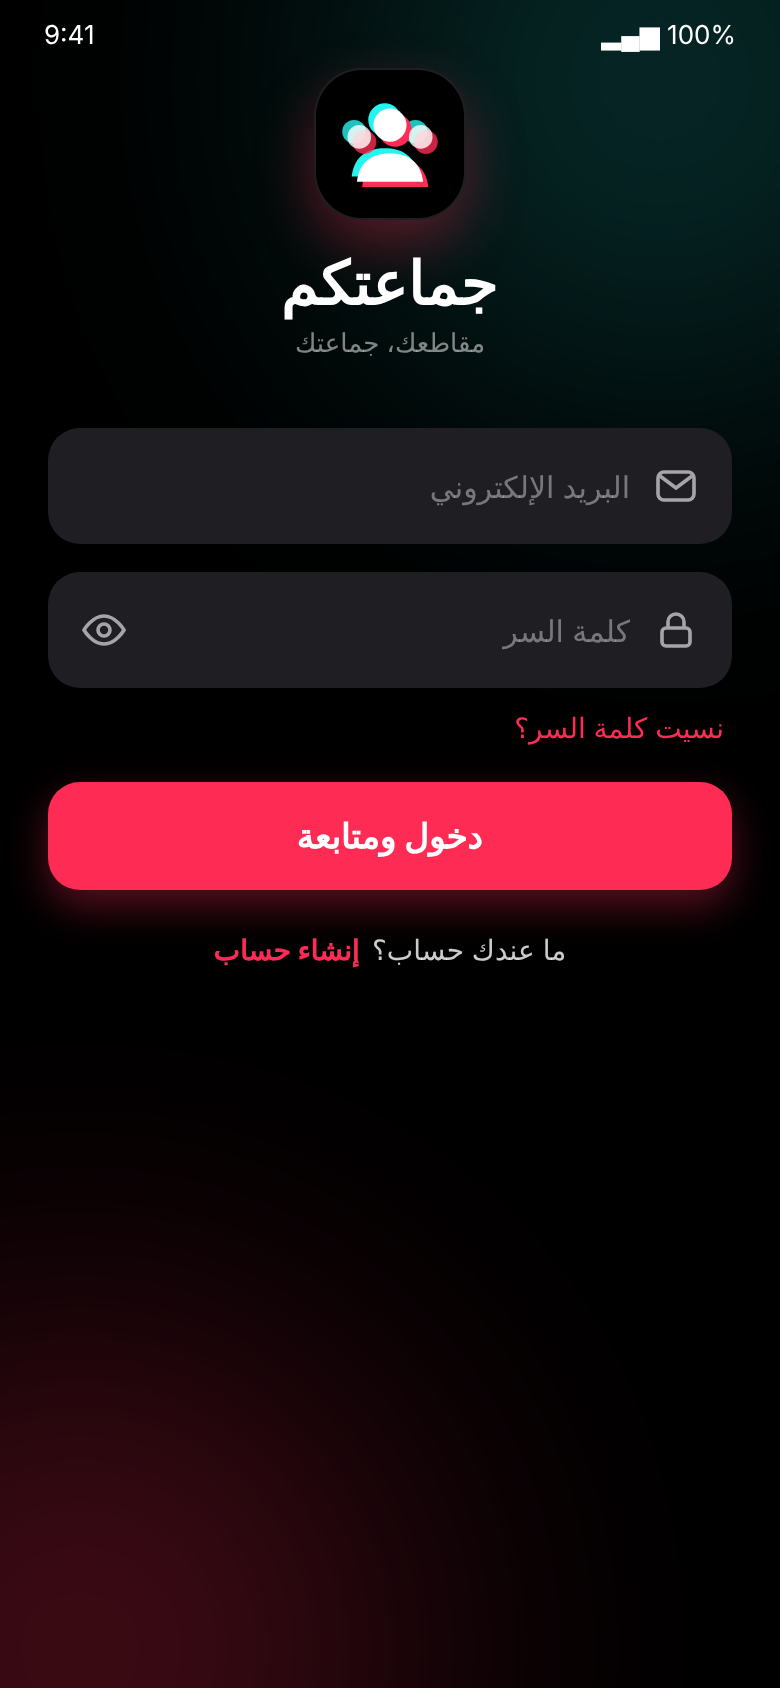 9:41
100%
جماعتكم
مقاطعك، جماعتك
البريد الإلكتروني
كلمة السر
نسيت كلمة السر؟
دخول ومتابعة
ما عندك حساب؟ إنشاء حساب